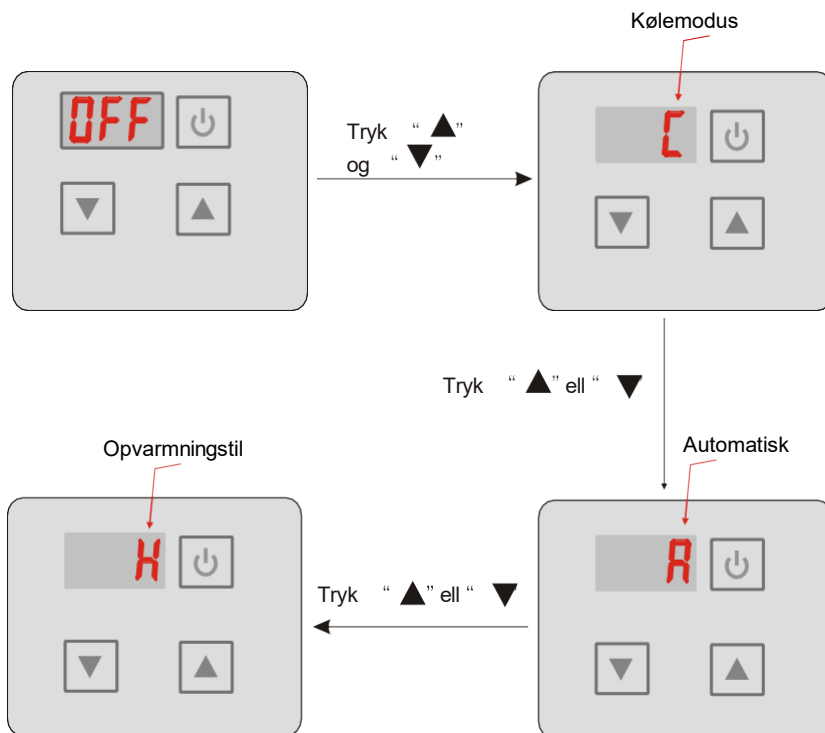 Kølemodus
OFF
Tryk “ ▲”
og “ ▼”
C
Tryk “ ▲” ell “ ▼
Opvarmningstil
Automatisk
H
A
Tryk “ ▲” ell “ ▼